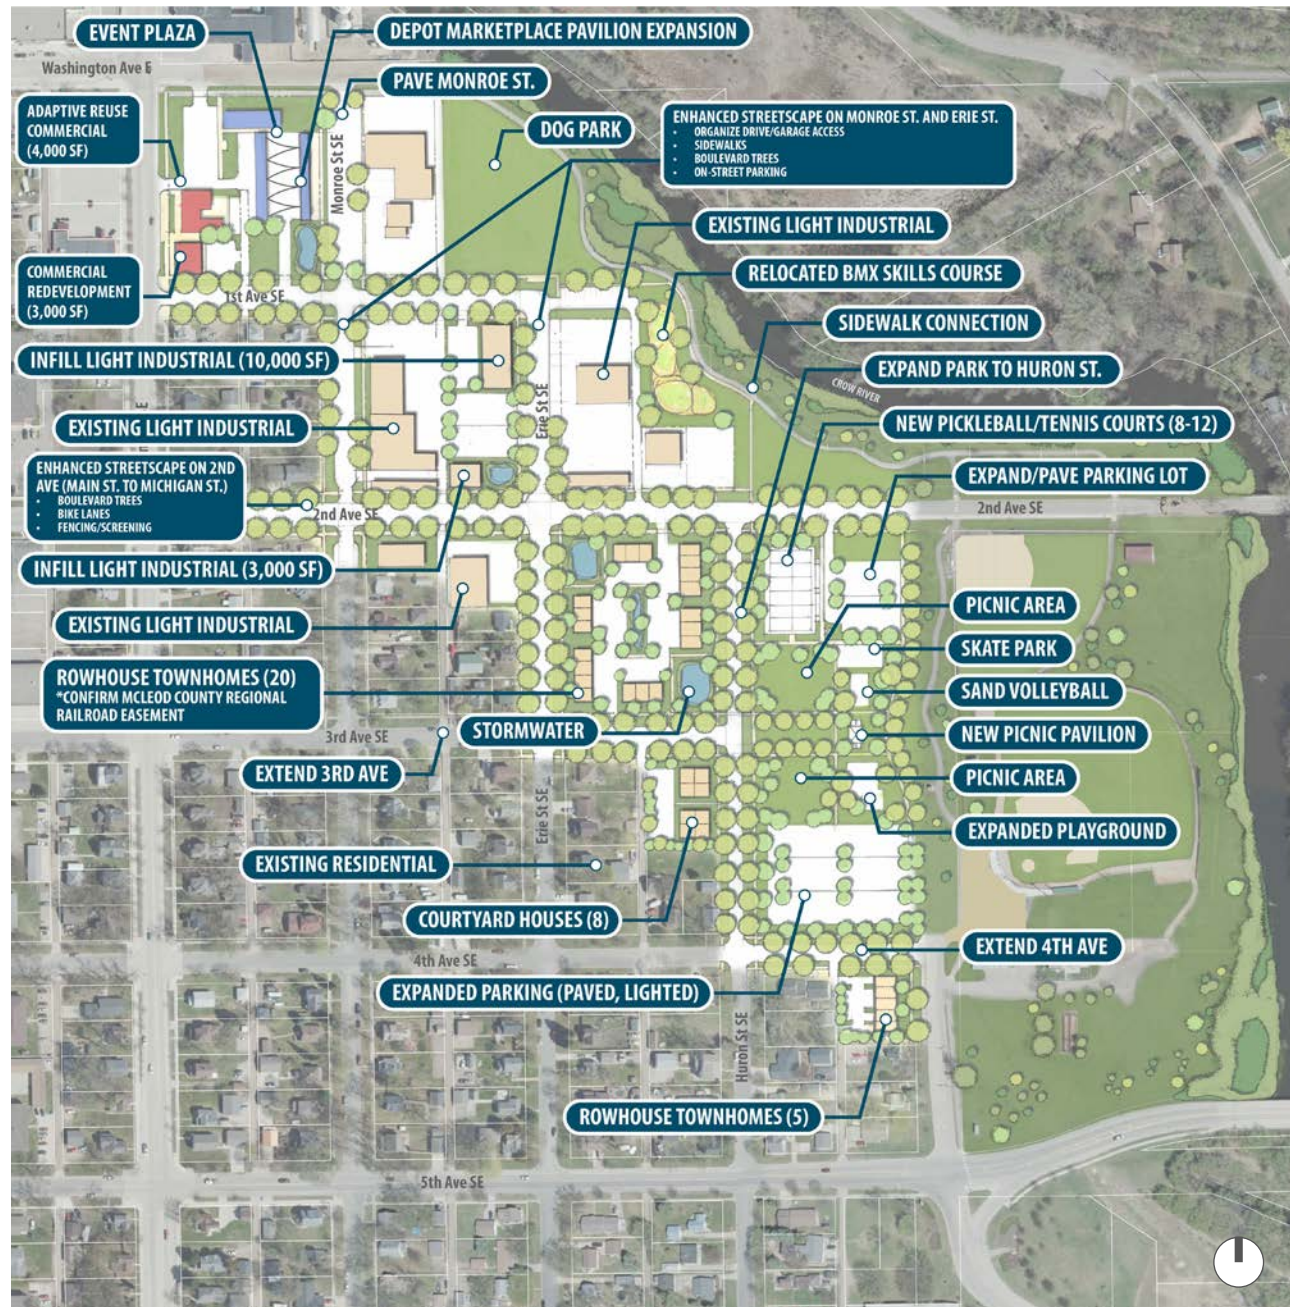 EVENT PLAZA
DEPOT MARKETPLACE PAVILION EXPANSION
Washington Ave E
PAVE MONROE ST.
ADAPTIVE REUSE
COMMERCIAL
(4,000 SF)
DOG PARK
ENHANCED STREETSCAPE ON MONROE ST. AND ERIE ST.
• ORGANIZE DRIVE/GARAGE ACCESS
• SIDEWALKS
• BOULEVARD TREES
• ON-STREET PARKING
Monroe St SE
EXISTING LIGHT INDUSTRIAL
COMMERCIAL
REDEVELOPMENT
(3,000 SF)
RELOCATED BMX SKILLS COURSE
1st Ave SE
SIDEWALK CONNECTION
INFILL LIGHT INDUSTRIAL (10,000 SF)
EXPAND PARK TO HURON ST.
CROW RIVER
Erie St SE
EXISTING LIGHT INDUSTRIAL
NEW PICKLEBALL/TENNIS COURTS (8-12)
ENHANCED STREETSCAPE ON 2ND
AVE (MAIN ST. TO MICHIGAN ST.)
• BOULEVARD TREES
• BIKE LANES
• FENCING/SCREENING
EXPAND/PAVE PARKING LOT
2nd Ave SE
2nd Ave SE
INFILL LIGHT INDUSTRIAL (3,000 SF)
PICNIC AREA
EXISTING LIGHT INDUSTRIAL
SKATE PARK
ROWHOUSE TOWNHOMES (20)
*CONFIRM MCLEOD COUNTY REGIONAL
RAILROAD EASEMENT
SAND VOLLEYBALL
STORMWATER
NEW PICNIC PAVILION
3rd Ave SE
EXTEND 3RD AVE
PICNIC AREA
EXPANDED PLAYGROUND
Erie St SE
EXISTING RESIDENTIAL
COURTYARD HOUSES (8)
EXTEND 4TH AVE
4th Ave SE
EXPANDED PARKING (PAVED, LIGHTED)
Huron St SE
ROWHOUSE TOWNHOMES (5)
5th Ave SE